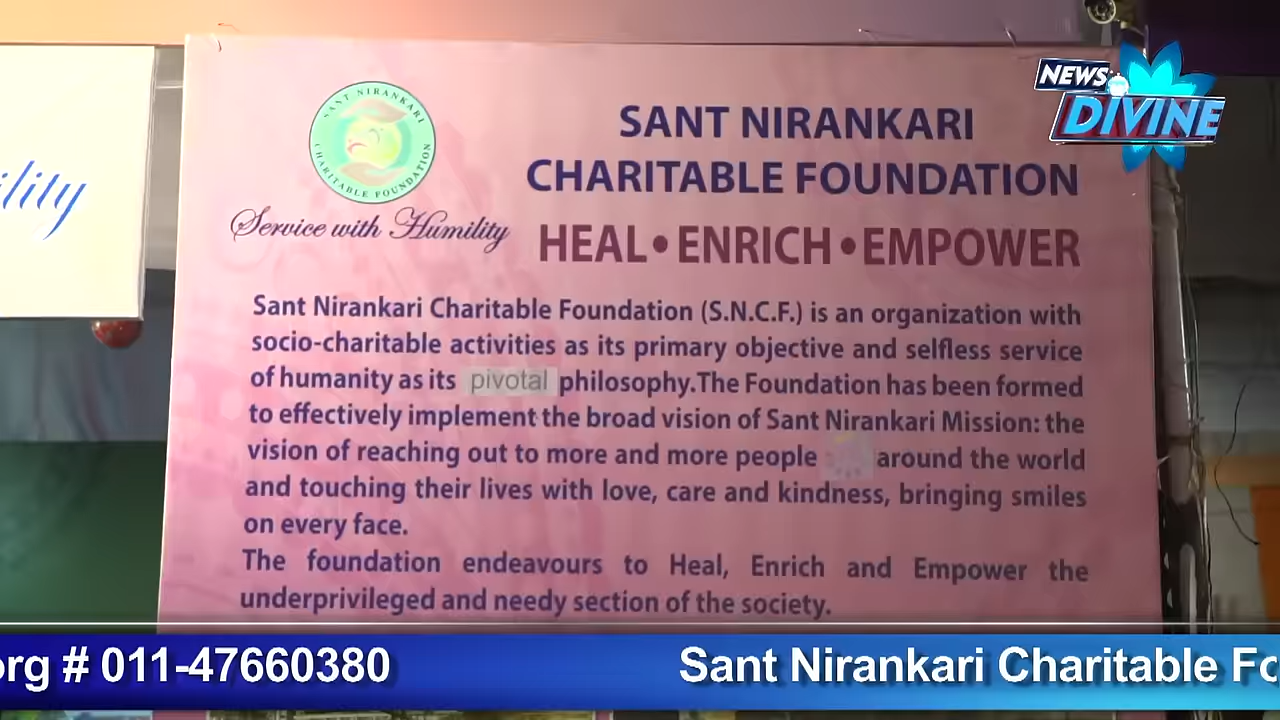 NEWS
DIVINE
ility
SANT NIRANKARI
CHARITABLE FOUNDATION
Service with Humility
SANT NIRANKARI
CHARITABLE FOUNDATION
HEAL•ENRICH•EMPOWER
Sant Nirankari Charitable Foundation (S.N.C.F.) is an organization with
socio-charitable activities as its primary objective and selfless service
of humanity as its pivotal philosophy.The Foundation has been formed
to effectively implement the broad vision of Sant Nirankari Mission: the
vision of reaching out to more and more people around the world
and touching their lives with love, care and kindness, bringing smiles
on every face.
The foundation endeavours to Heal, Enrich and Empower the
underprivileged and needy section of the society.
org # 011-47660380 Sant Nirankari Charitable Fo